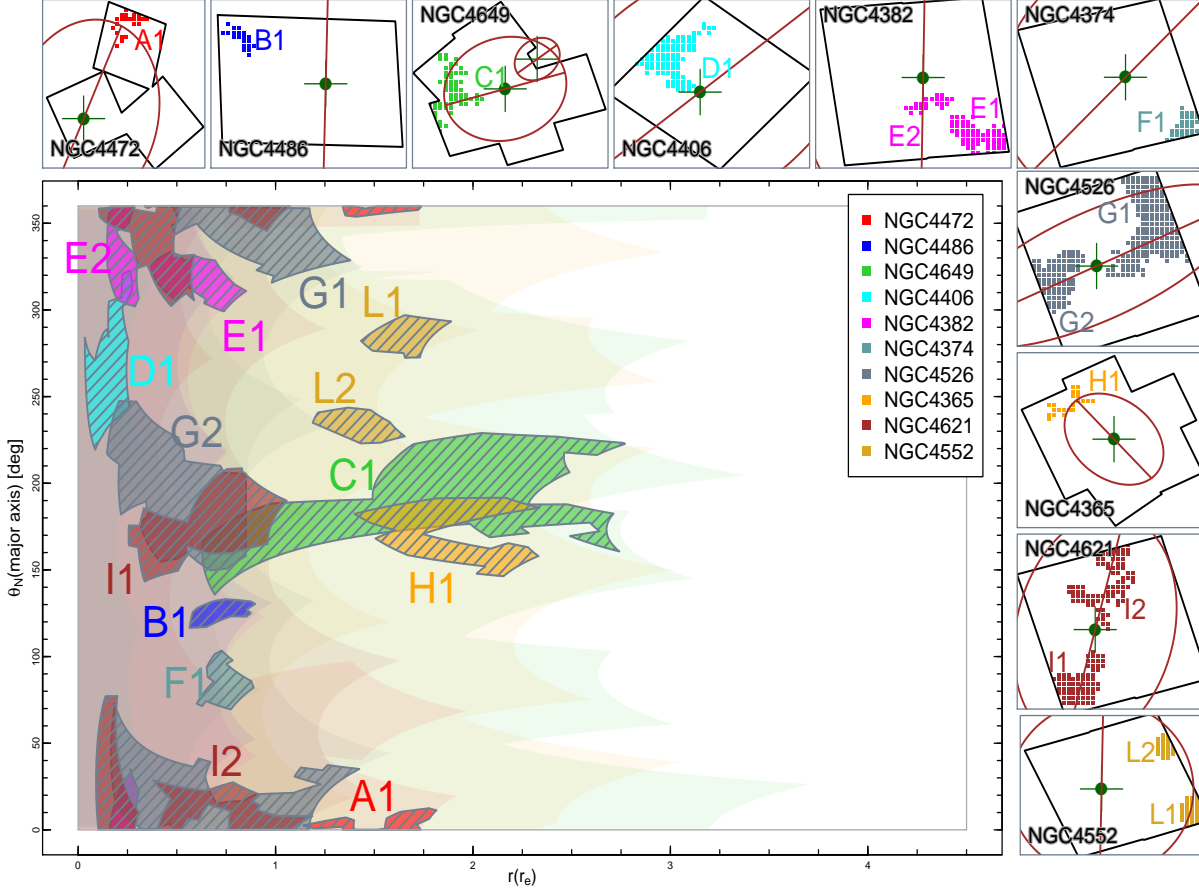 A1
NGC4472
B1
NGC4486
NGC4649
C1
D1
NGC4406
NGC4382
E1
E2
NGC4374
F1
NGC4526
G1
G2
H1
NGC4365
NGC4621
I2
I1
L2
L1
NGC4552
θN(major axis) [deg]
350
300
250
200
150
100
50
0
E2
E1
G1
L1
D1
L2
G2
C1
I1
H1
B1
F1
I2
A1
NGC4472
NGC4486
NGC4649
NGC4406
NGC4382
NGC4374
NGC4526
NGC4365
NGC4621
NGC4552
0
1
2
3
4
r(re)